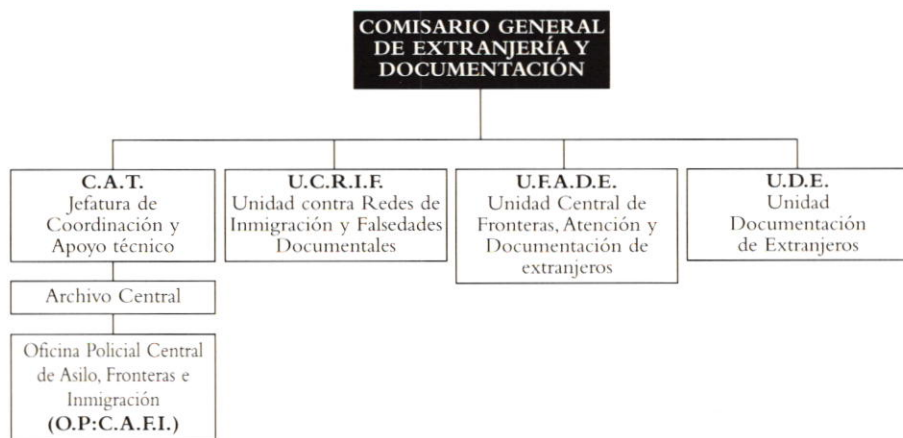 COMISARIO GENERAL
DE EXTRANJERÍA Y
DOCUMENTACIÓN
C.A.T.
Jefatura de
Coordinación y
Apoyo técnico
U.C.R.I.F.
Unidad contra Redes de
Inmigración y Falsedades
Documentales
U.F.A.D.E.
Unidad Central de
Fronteras, Atención y
Documentación de
extranjeros
U.D.E.
Unidad
Documentación
de Extranjeros
Archivo Central
Oficina Policial Central
de Asilo, Fronteras e
Inmigración
(O.P:C.A.F.I.)